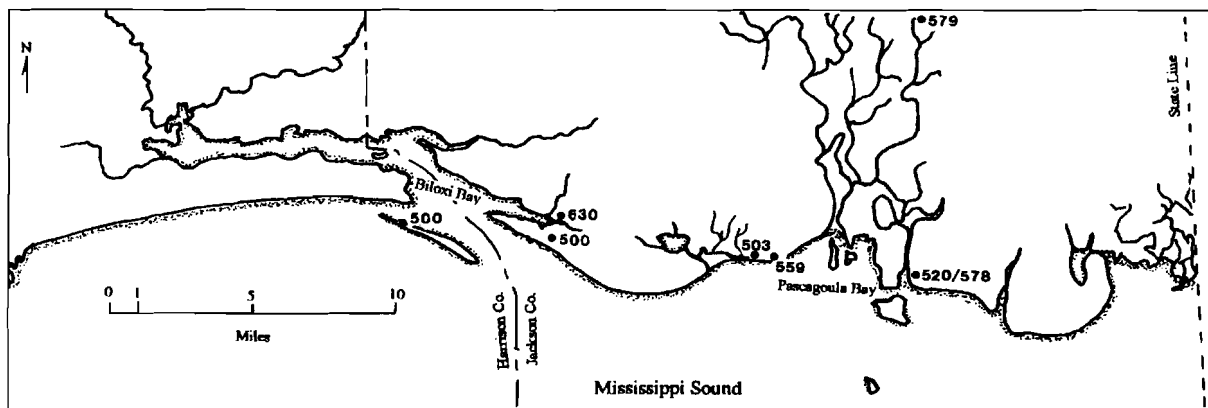 579
N
State Line
Biloxi Bay
500
630
500
503
559
520/578
Pascagoula Bay
0 5 10
Miles
Harrison Co.
Jackson Co.
Mississippi Sound